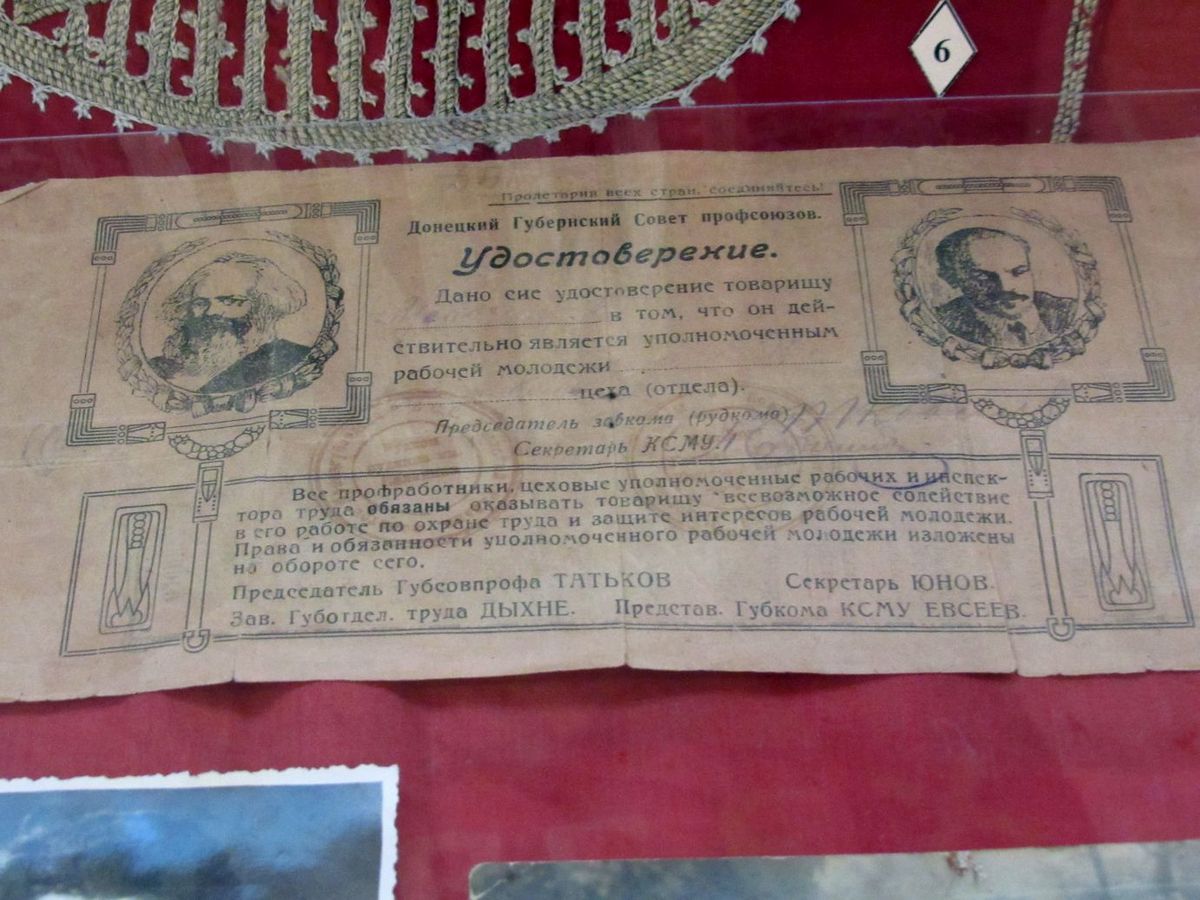 6
Пролетарии всех стран, соединяйтесь!
Донецкий Губернский Совет профсоюзов.
Удостоверение.
Дано сие удостоверение товарищу
в том, что он дей-
ствительно является уполномоченным
рабочей молодежи
цеха (отдела).
Председатель завкома (рудкома)
Секретарь КСМУ.
Все профработники, цеховые уполномоченные рабочих и инспек-
тора труда обязаны оказывать товарищу всевозможное содействие
в его работе по охране труда и защите интересов рабочей молодежи.
Права и обязанности уполномоченного рабочей молодежи изложены
на обороте сего.
Председатель Губсовпрофа ТАТЬКОВ Секретарь ЮНОВ.
Зав. Губотдел. труда ДЫХНЕ. Представ. Губкома КСМУ ЕВСЕЕВ.